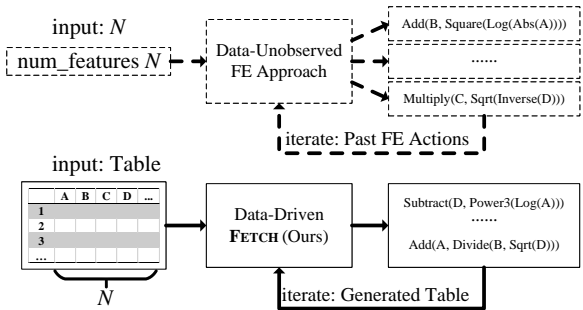 input: N
num_features N
Data-Unobserved
FE Approach
Add(B, Square(Log(Abs(A))))
......
Multiply(C, Sqrt(Inverse(D)))
iterate: Past FE Actions
input: Table
A B C D ...
1
2
3
...
N
Data-Driven
FETCH (Ours)
Subtract(D, Power3(Log(A)))
......
Add(A, Divide(B, Sqrt(D)))
iterate: Generated Table